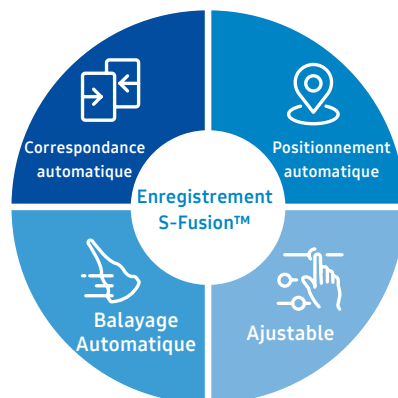 Correspondance
automatique
Positionnement
automatique
Enregistrement
S-Fusion™
Balayage
Automatique
Ajustable